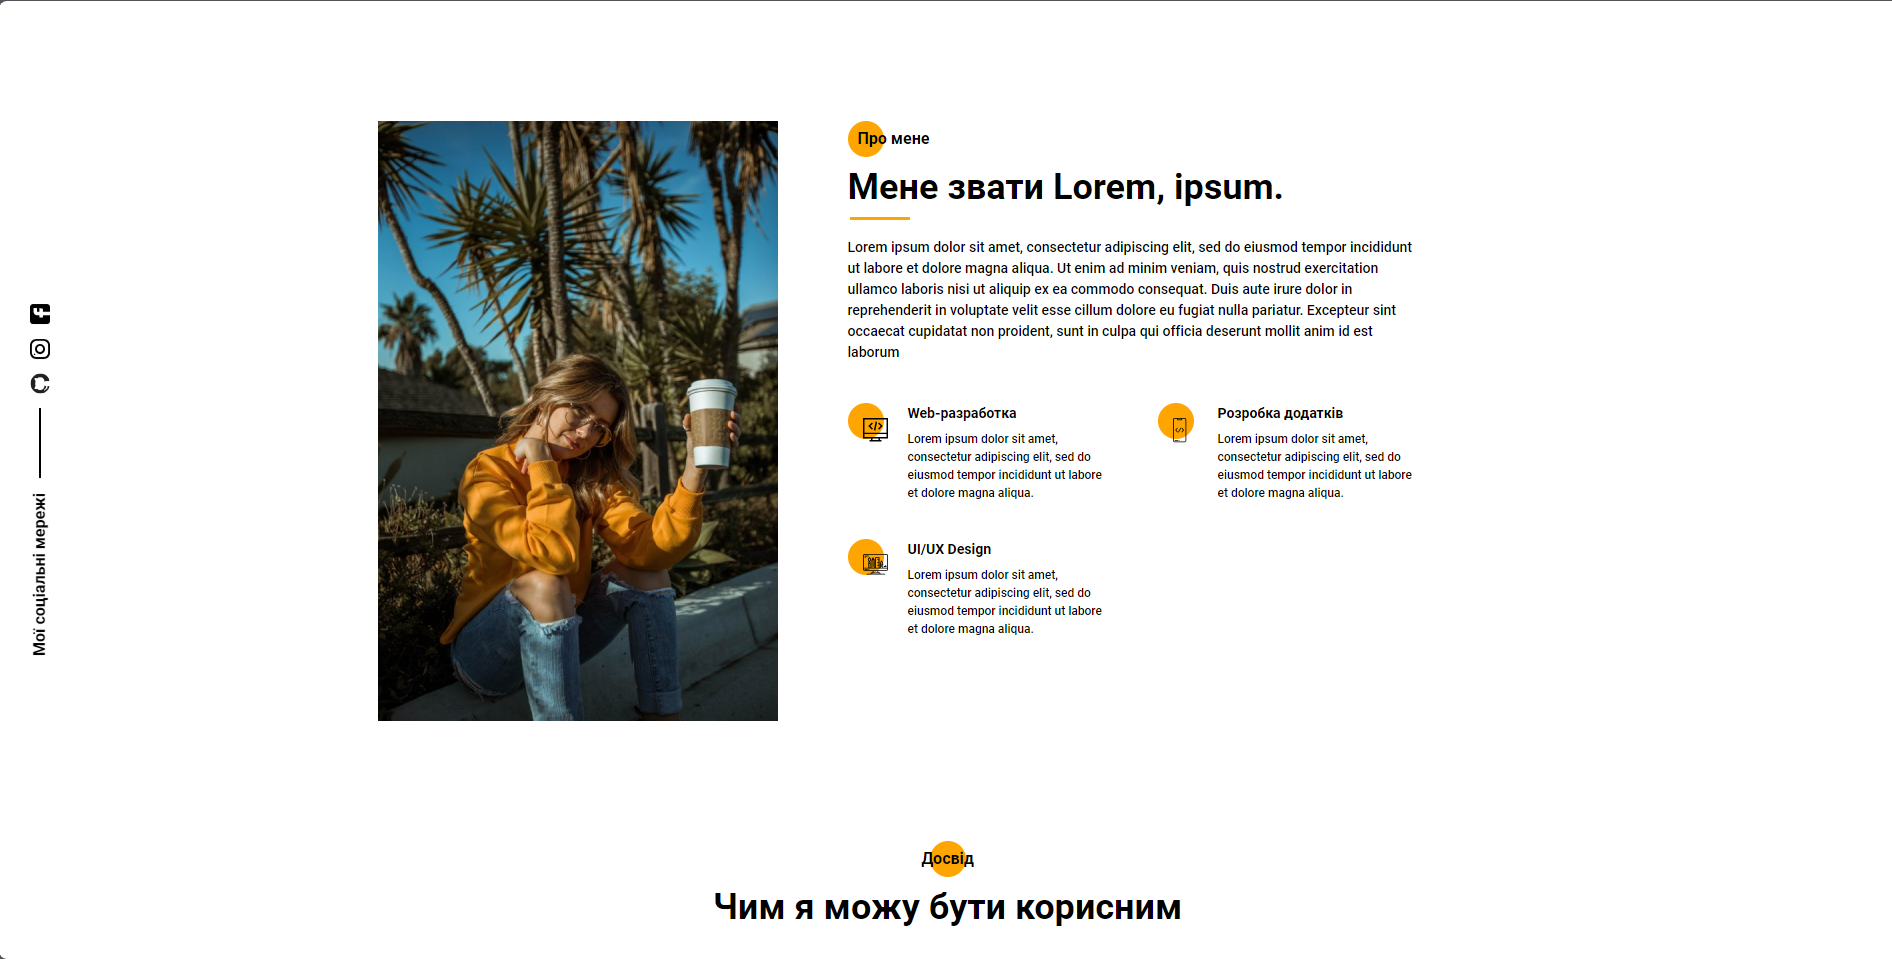 Мої соціальні мережі
Про мене
Мене звати Lorem, ipsum.
Lorem ipsum dolor sit amet, consectetur adipiscing elit, sed do eiusmod tempor incididunt
ut labore et dolore magna aliqua. Ut enim ad minim veniam, quis nostrud exercitation
ullamco laboris nisi ut aliquip ex ea commodo consequat. Duis aute irure dolor in
reprehenderit in voluptate velit esse cillum dolore eu fugiat nulla pariatur. Excepteur sint
occaecat cupidatat non proident, sunt in culpa qui officia deserunt mollit anim id est
laborum
Web-разработка
Lorem ipsum dolor sit amet,
consectetur adipiscing elit, sed do
eiusmod tempor incididunt ut labore
et dolore magna aliqua.
Розробка додатків
Lorem ipsum dolor sit amet,
consectetur adipiscing elit, sed do
eiusmod tempor incididunt ut labore
et dolore magna aliqua.
UI/UX Design
Lorem ipsum dolor sit amet,
consectetur adipiscing elit, sed do
eiusmod tempor incididunt ut labore
et dolore magna aliqua.
Досвід
Чим я можу бути корисним